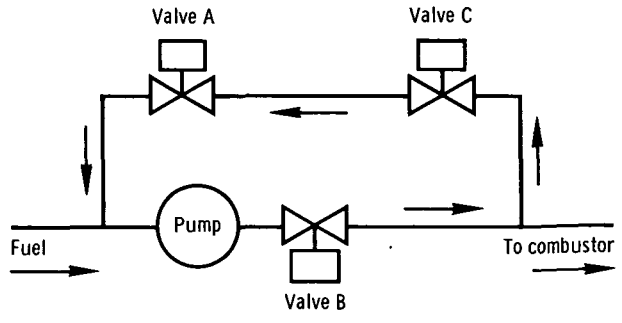 Valve A
Valve C
Pump
Fuel
To combustor
Valve B